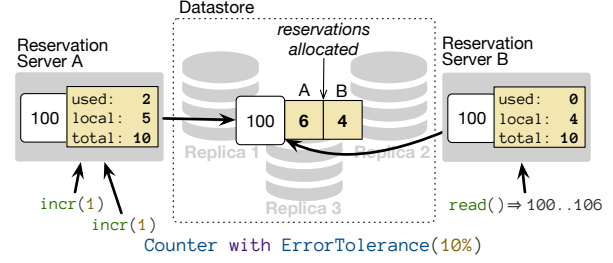 Datastore
reservations
allocated
Reservation
Server A
100
used: 2
local: 5
total: 10
A B
100 6 4
Replica 1
Replica 2
Replica 3
Reservation
Server B
100
used: 0
local: 4
total: 10
incr(1)
incr(1)
read()⇒100..106
Counter with ErrorTolerance(10%)